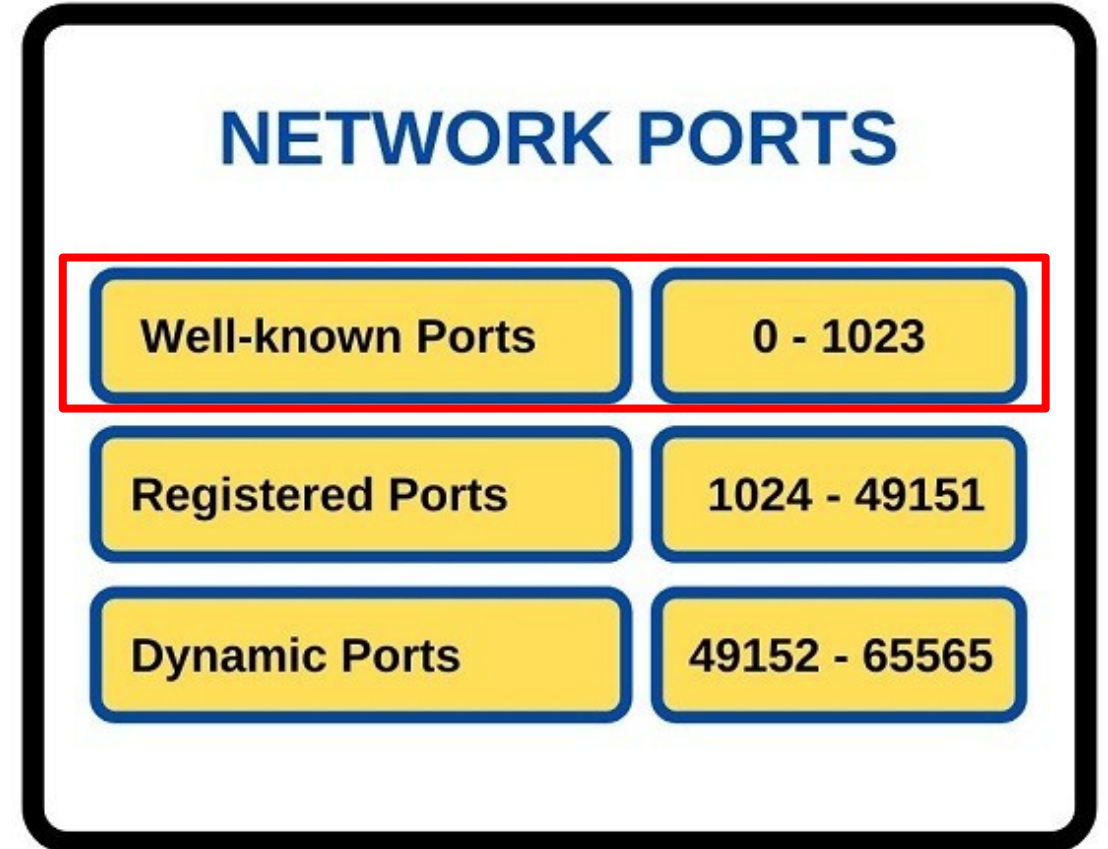 NETWORK PORTS
Well-known Ports 0 - 1023
Registered Ports 1024 - 49151
Dynamic Ports 49152 - 65565